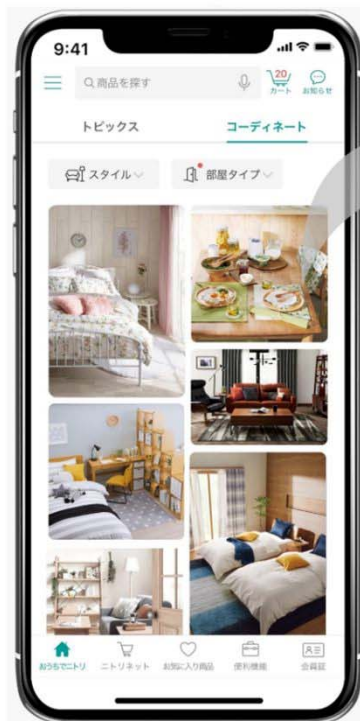 9:41
商品を探す
20
カート
お知らせ
トピックス
コーディネート
スタイル
部屋タイプ
おうちでニトリ
ニトリネット
お気に入り商品
便利機能
会員証